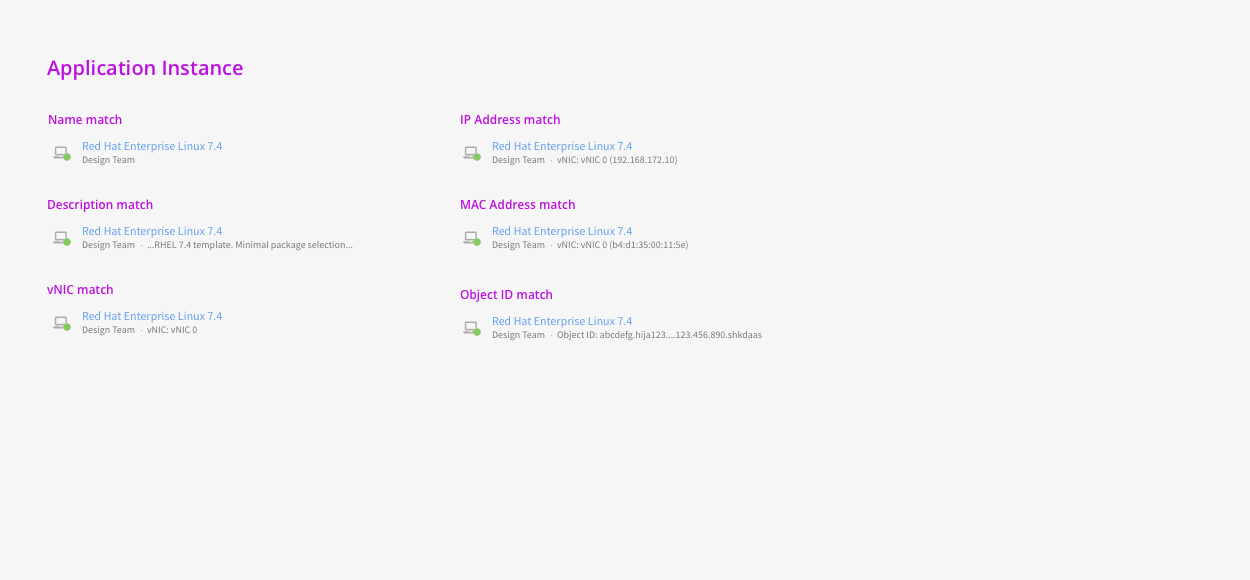 Application Instance
Name match
Red Hat Enterprise Linux 7.4
Design Team
Description match
Red Hat Enterprise Linux 7.4
Design Team · ...RHEL 7.4 template. Minimal package selection...
vNIC match
Red Hat Enterprise Linux 7.4
Design Team · vNIC: vNIC 0
IP Address match
Red Hat Enterprise Linux 7.4
Design Team · vNIC: vNIC 0 (192.168.172.10)
MAC Address match
Red Hat Enterprise Linux 7.4
Design Team · vNIC: vNIC 0 (b4:d1:35:00:11:5e)
Object ID match
Red Hat Enterprise Linux 7.4
Design Team · Object ID: abcdefg.hija123....123.456.890.shkdaas